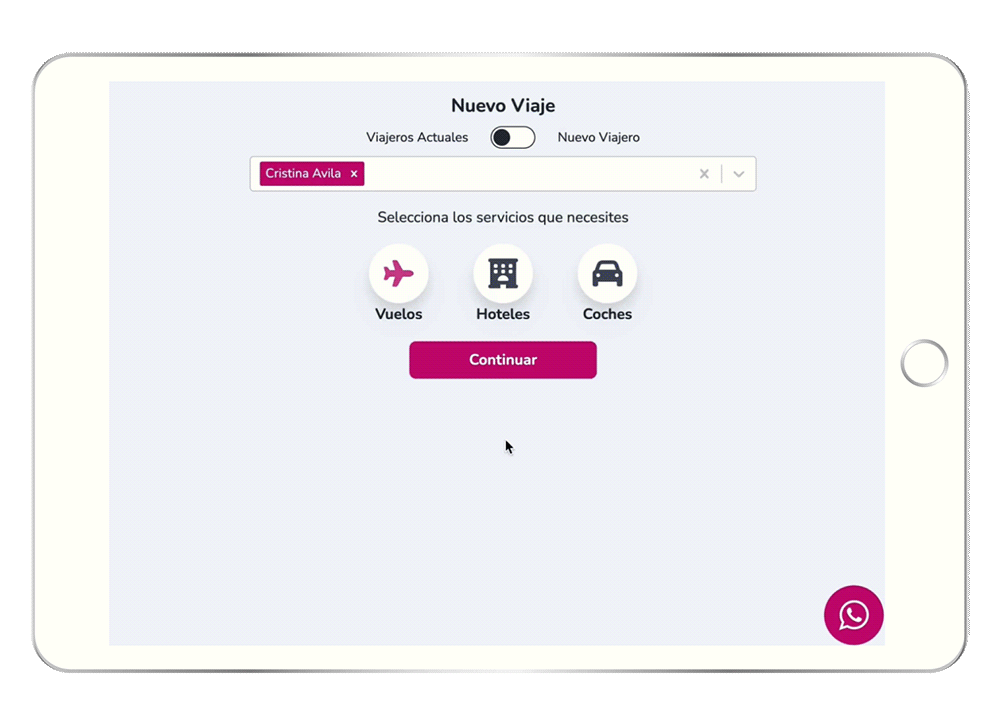 Nuevo Viaje
Viajeros Actuales Nuevo Viajero
Cristina Avila
Selecciona los servicios que necesites
Vuelos Hoteles Coches
Continuar